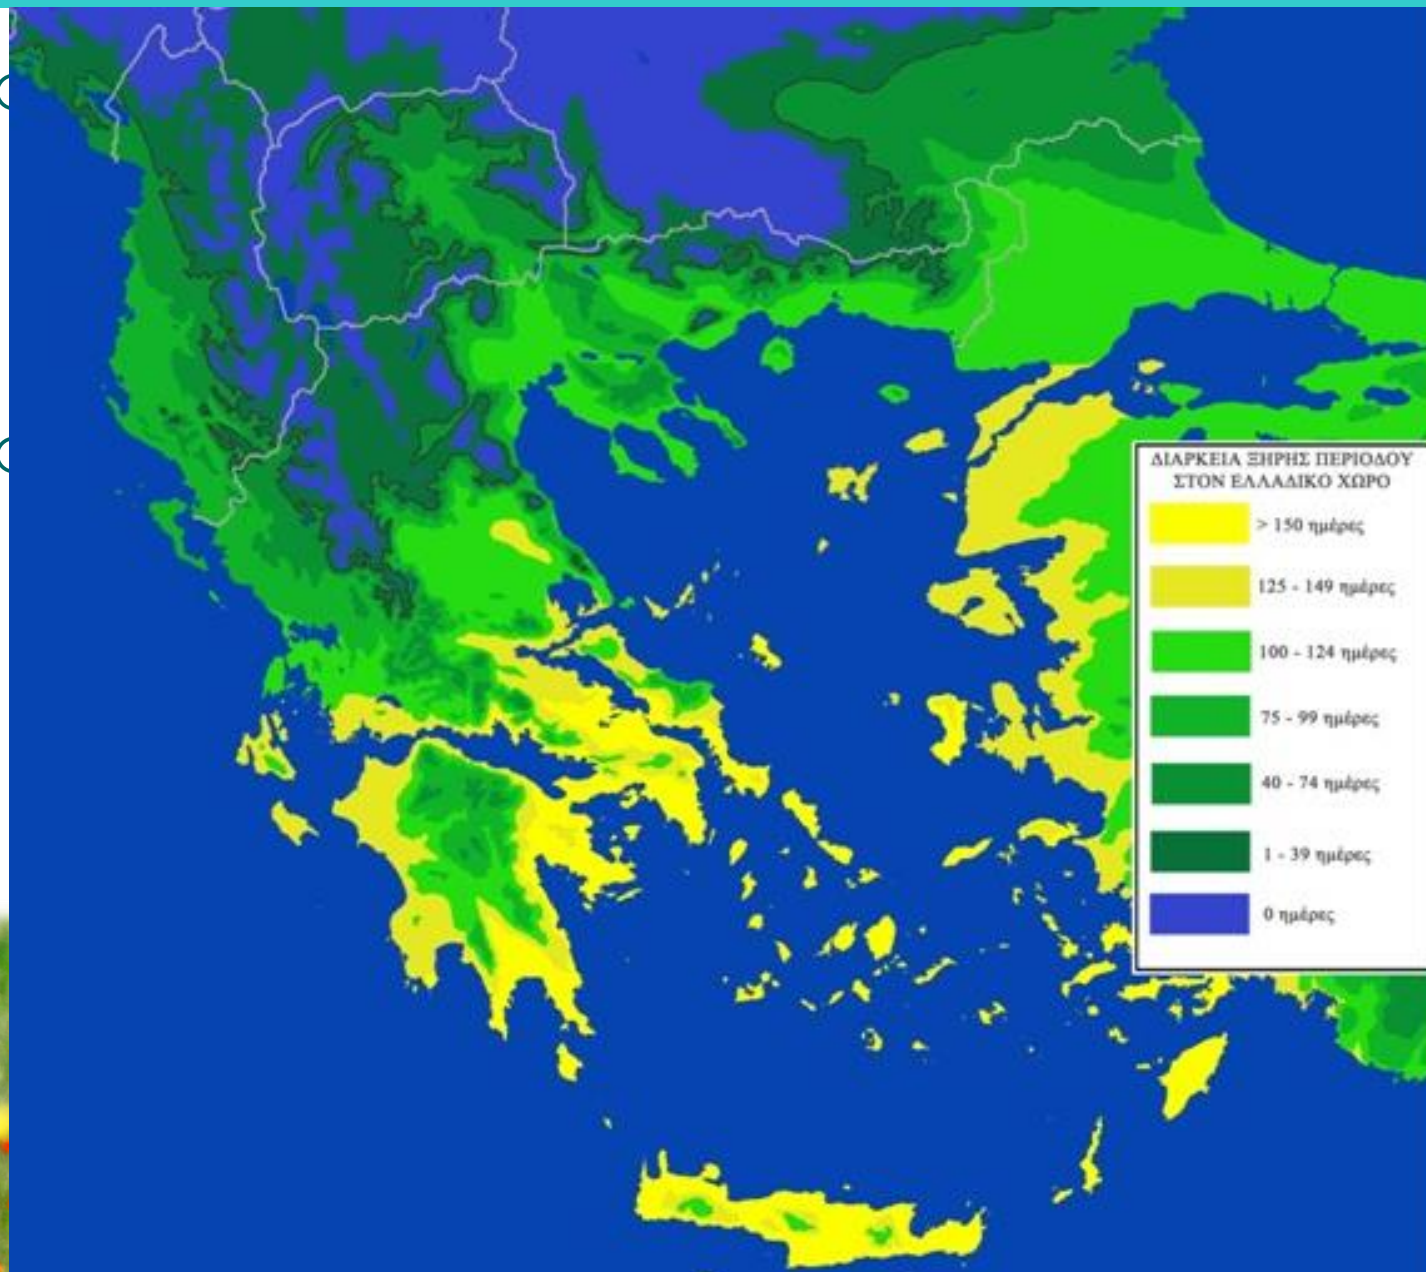 ΔΙΑΡΚΕΙΑ ΞΗΡΗΣ ΠΕΡΙΟΔΟΥ
ΣΤΟΝ ΕΛΛΑΔΙΚΟ ΧΩΡΟ
> 150 ημέρες
125 - 149 ημέρες
100 - 124 ημέρες
75 - 99 ημέρες
40 - 74 ημέρες
1 - 39 ημέρες
0 ημέρες